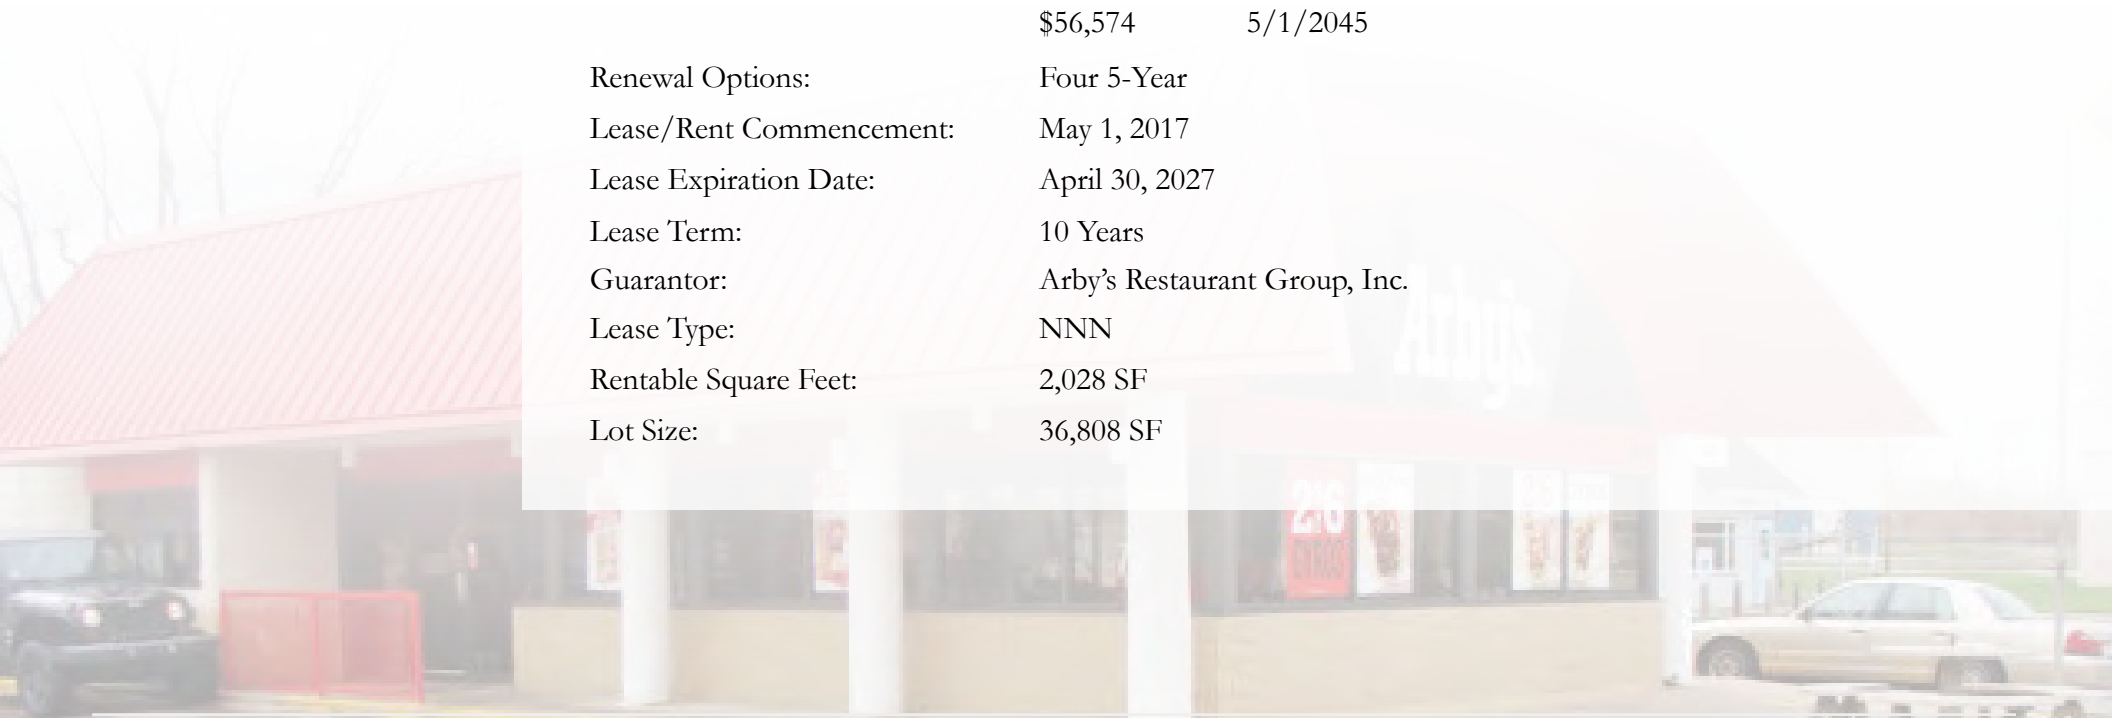 $56,574 5/1/2045
Renewal Options: Four 5-Year
Lease/Rent Commencement: May 1, 2017
Lease Expiration Date: April 30, 2027
Lease Term: 10 Years
Guarantor: Arby’s Restaurant Group, Inc.
Lease Type: NNN
Rentable Square Feet: 2,028 SF
Lot Size: 36,808 SF
Arby's